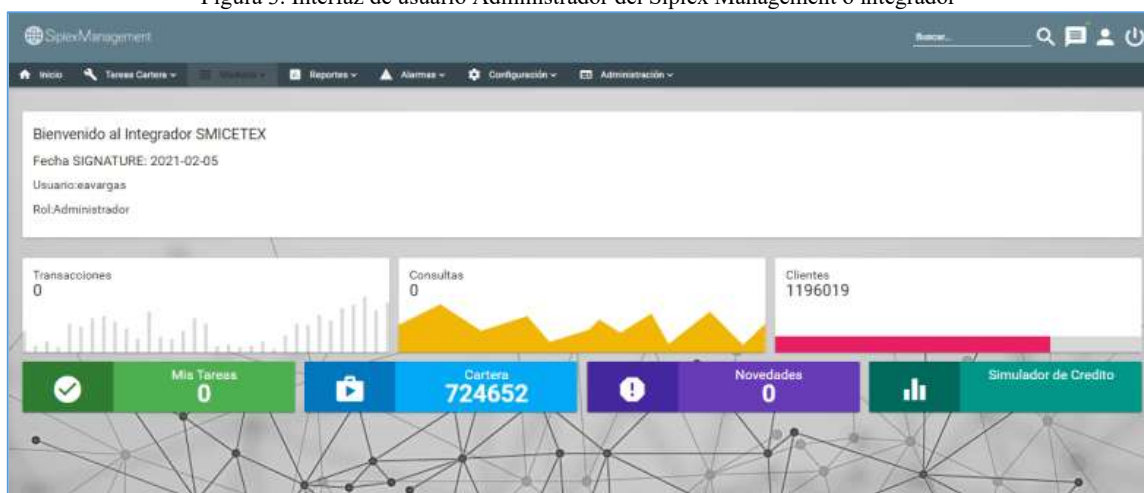 Figura 3. Interfaz de usuario Administrador del Siplex Management o integrador
SiplexManagement
Buscar...
Inicio Tareas Cartera Reportes Alarmas Configuración Administración
Bienvenido al Integrador SMICETEX
Fecha SIGNATURE: 2021-02-05
Usuario:eavargas
Rol:Administrador
Transacciones
0
Consultas
0
Clientes
1196019
Mis Tareas
0
Cartera
724652
Novedades
0
Simulador de Credito